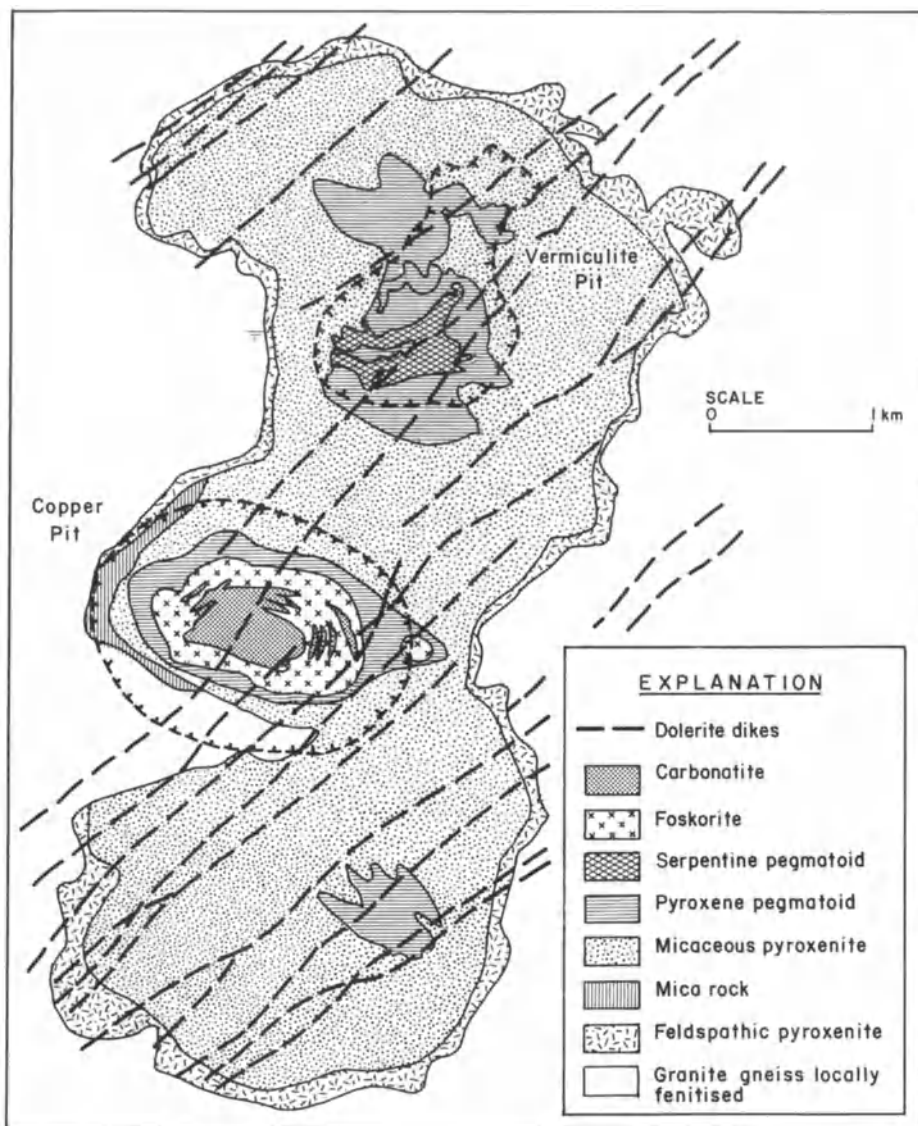 Vermiculite
Pit
SCALE
0 1 km
Copper
Pit
EXPLANATION
Dolerite dikes
Carbonatite
Foskorite
Serpentine pegmatoid
Pyroxene pegmatoid
Micaceous pyroxenite
Mica rock
Feldspathic pyroxenite
Granite gneiss locally
fenitised